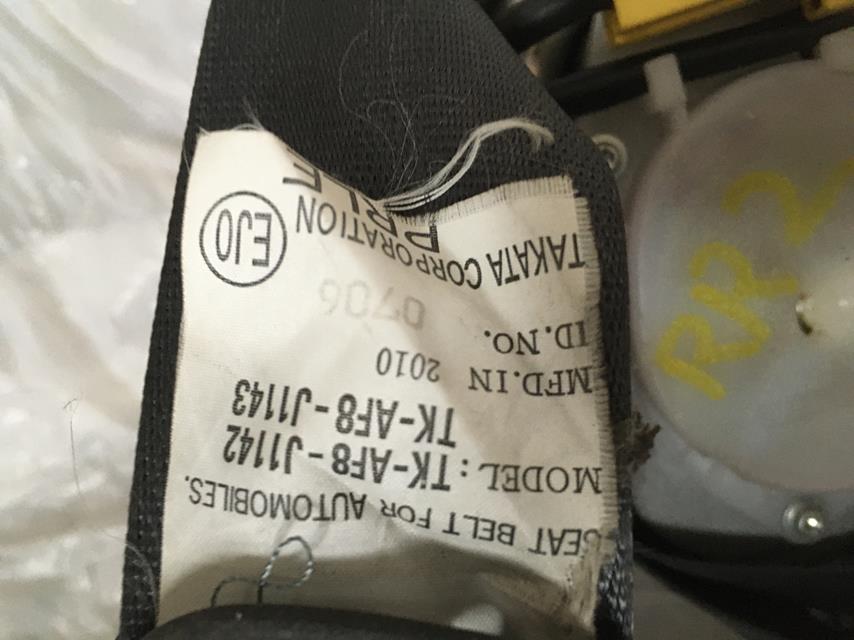 SEAT BELT FOR AUTOMOBILES.
MODEL : TK-AF8-J1142
TK-AF8-J1143
MFD.IN 2010
ID.NO.
0706
TAKATA CORPORATION
EJO
PRLE
RR2